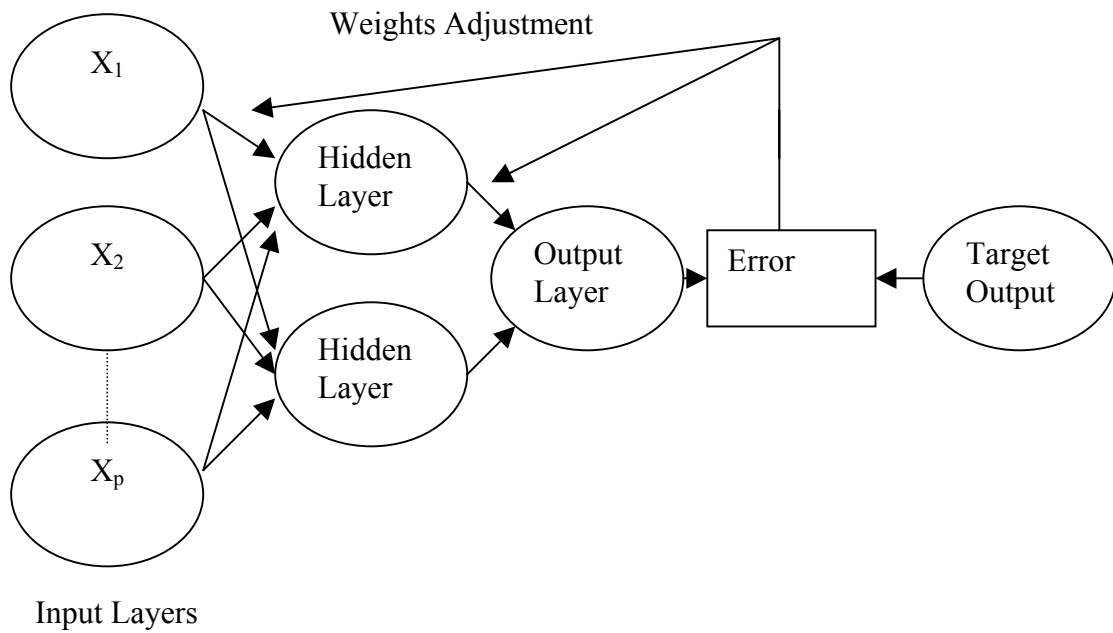 Weights Adjustment
X₁
Hidden
Layer
X₂
Output
Layer
Error
Target
Output
Hidden
Layer
Xₚ
Input Layers